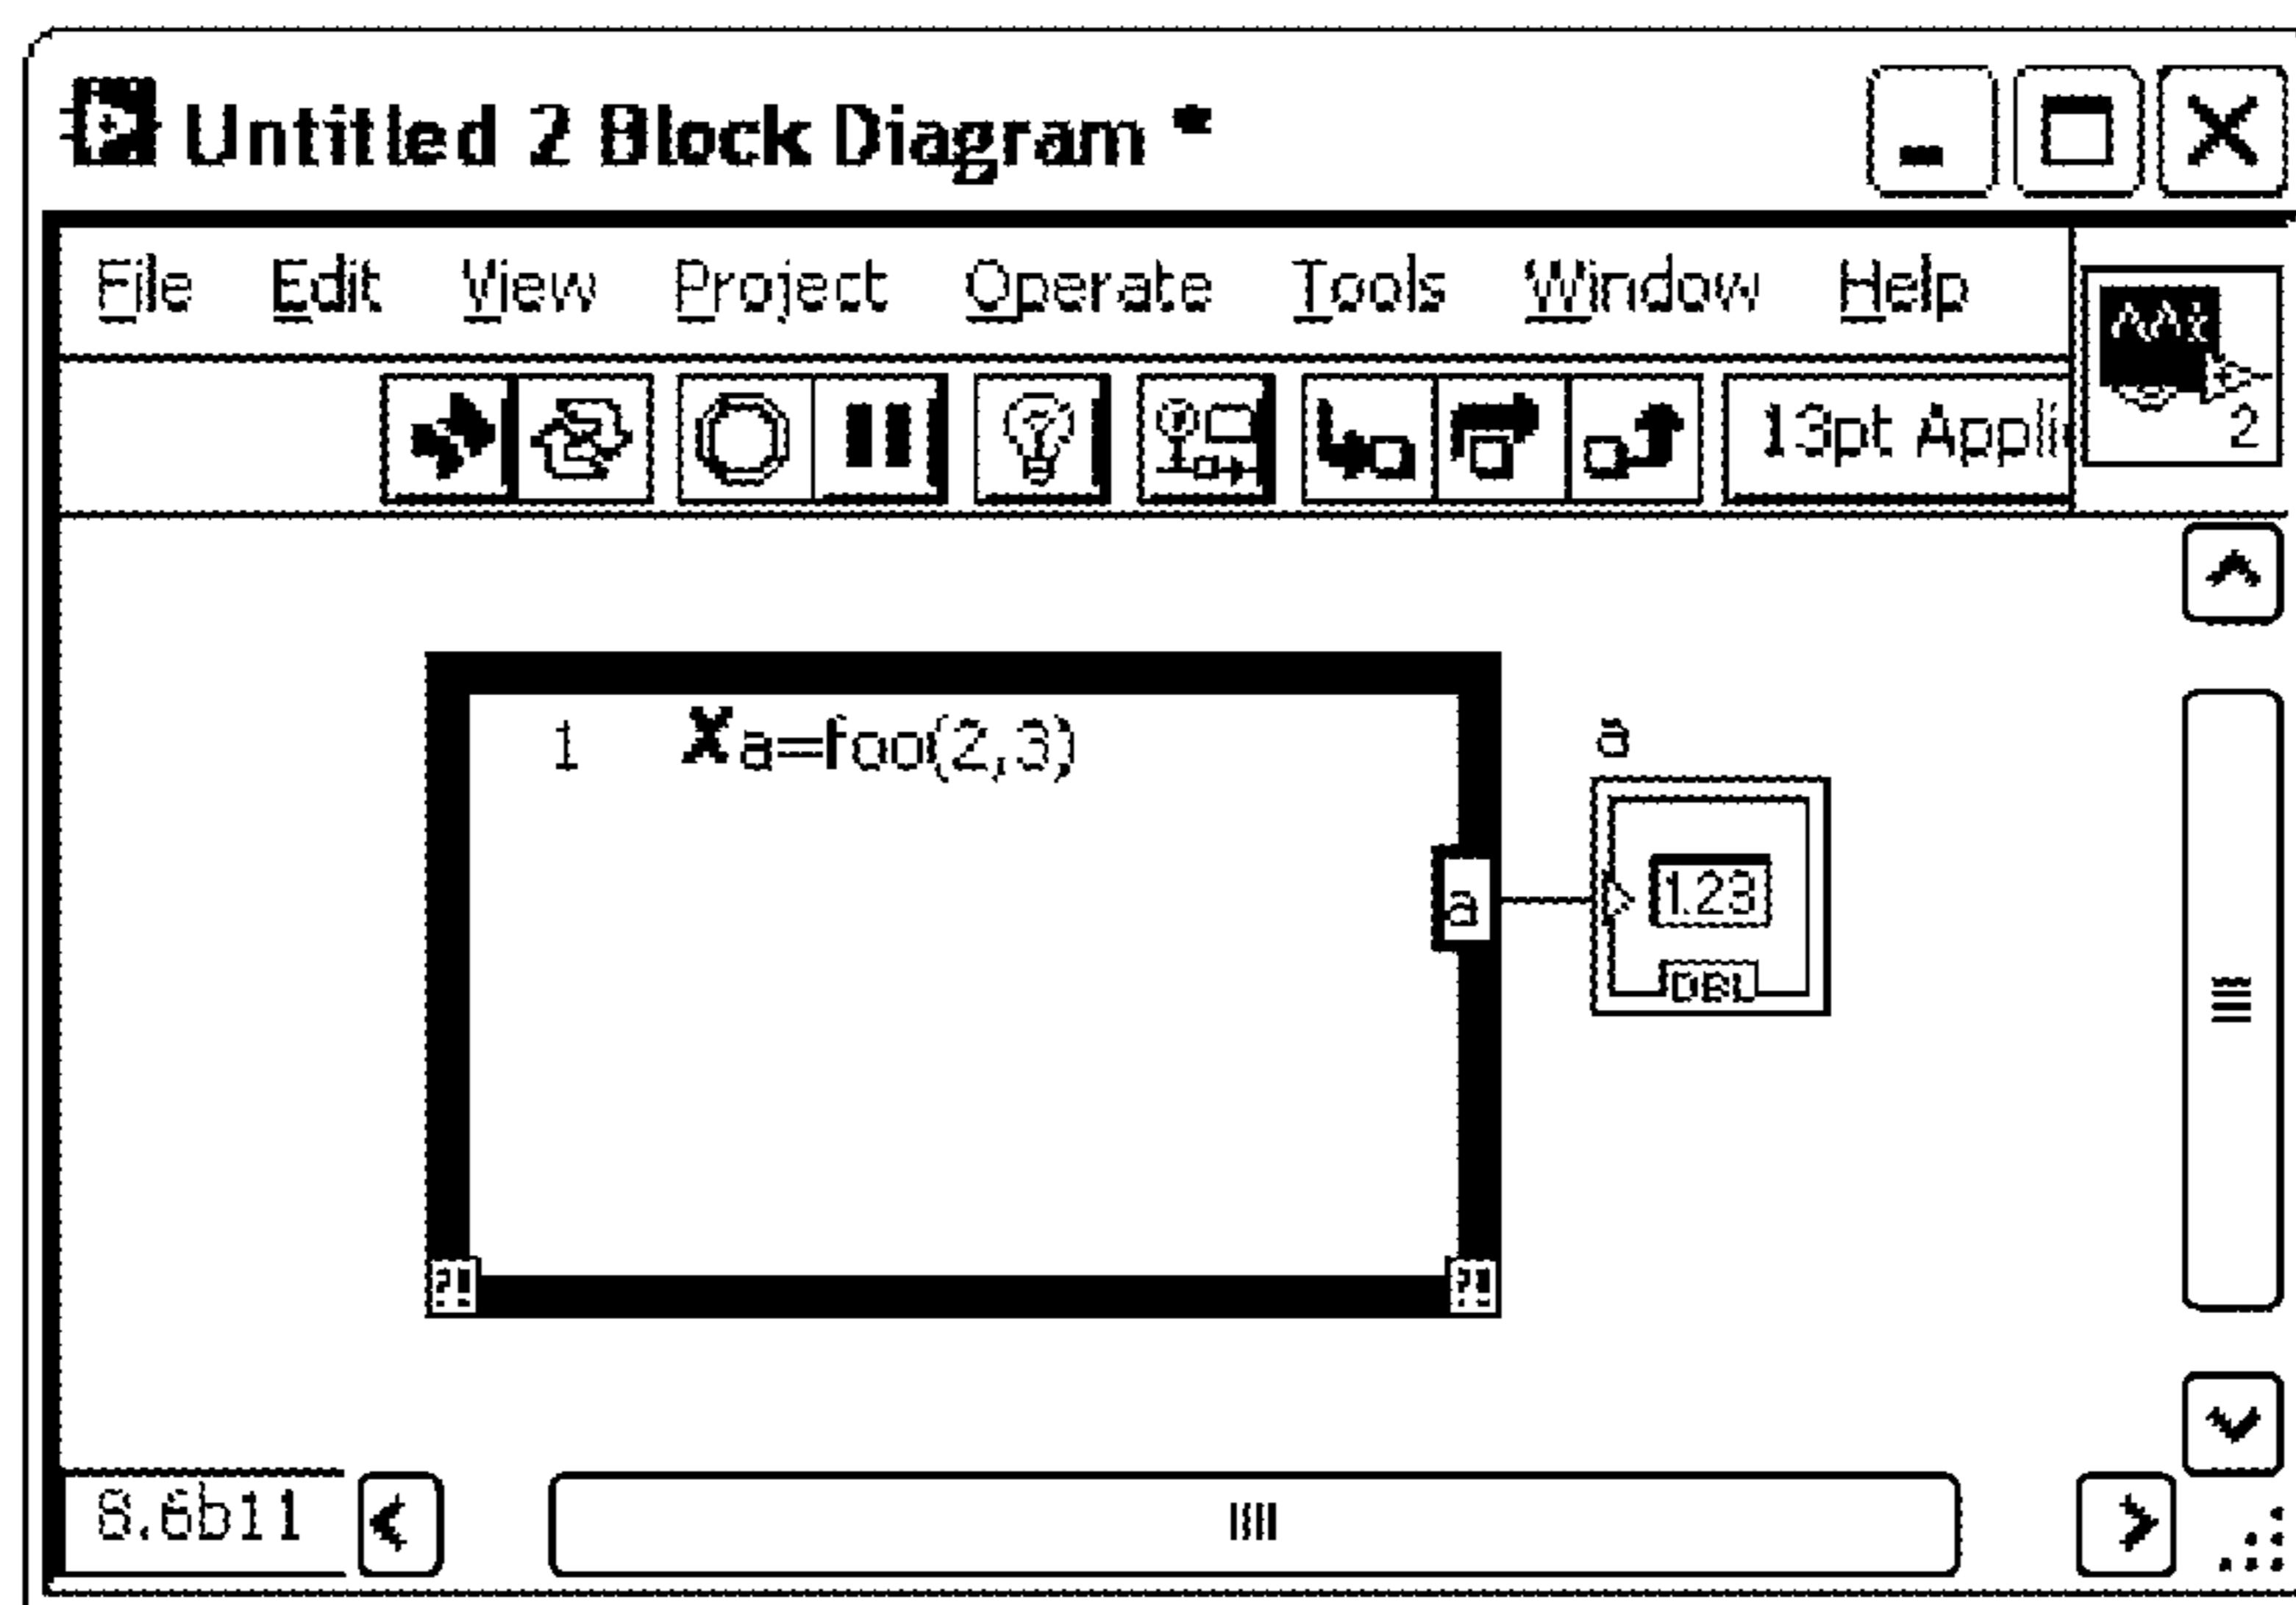 Untitled 2 Block Diagram *
File Edit View Project Operate Tools Window Help
13pt Appli
2
1 a=foo(2,3)
a
a
1.23
DBL
?! ?!
8.6b11